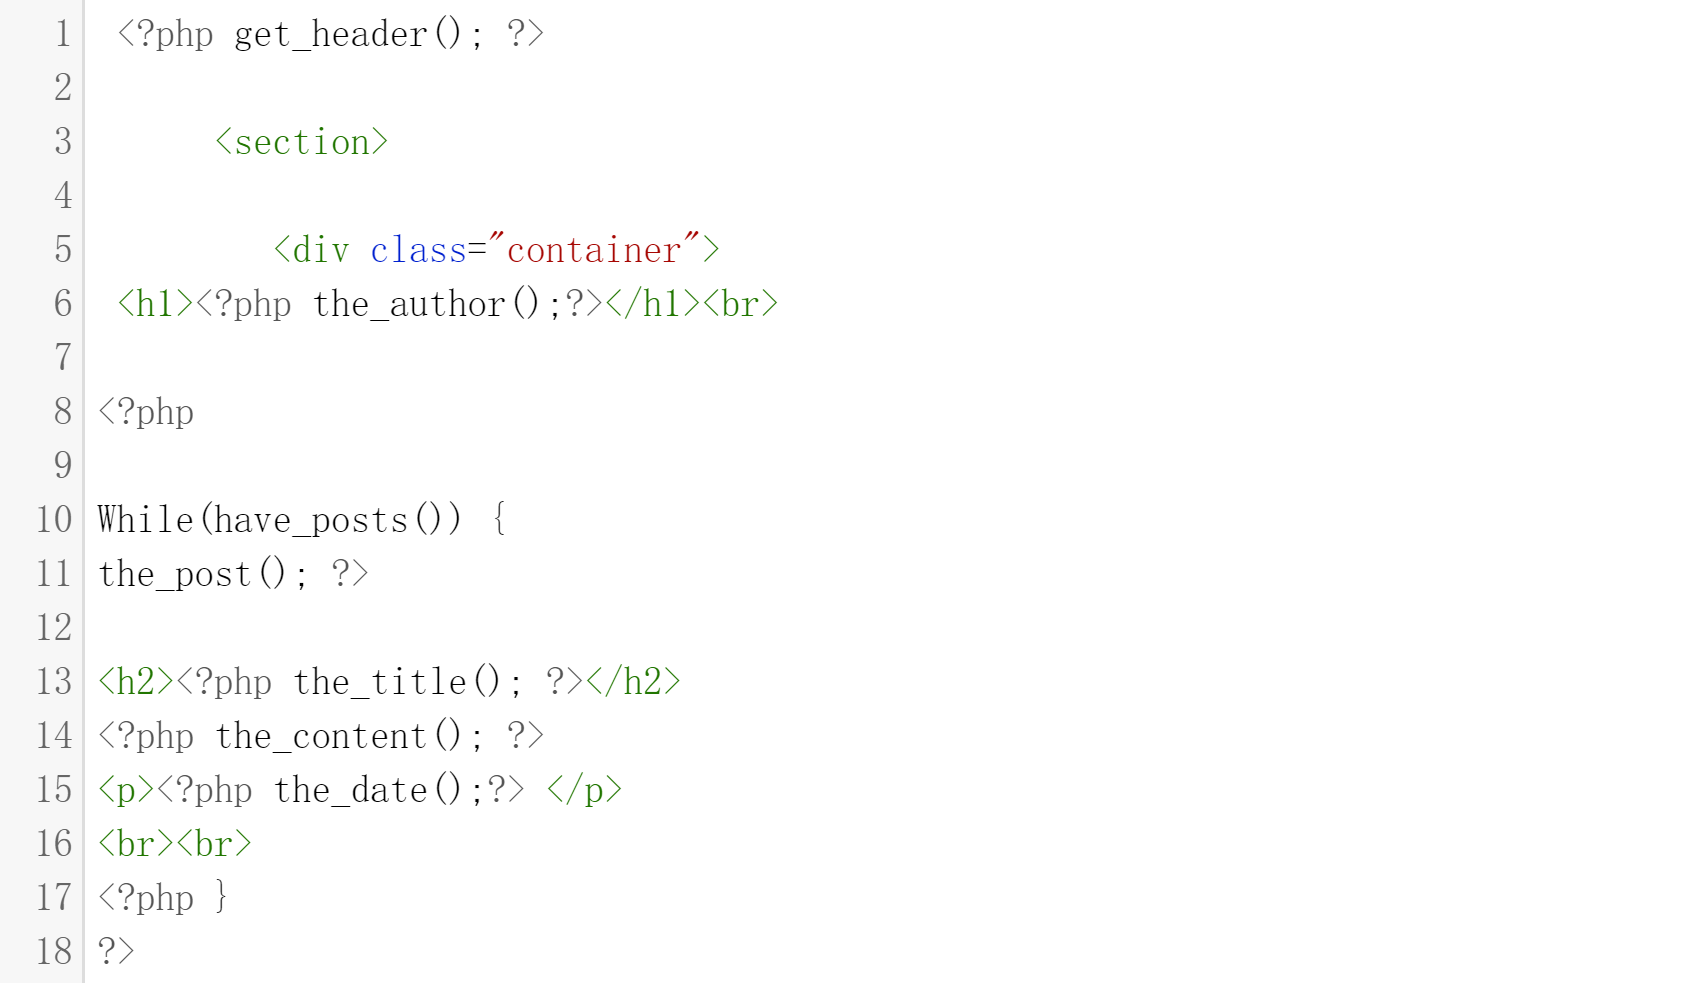 1 <?php get_header(); ?>
2
3 <section>
4
5 <div class="container">
6 <h1><?php the_author();?></h1><br>
7
8 <?php
9
10 While(have_posts()) {
11 the_post(); ?>
12
13 <h2><?php the_title(); ?></h2>
14 <?php the_content(); ?>
15 <p><?php the_date();?> </p>
16 <br><br>
17 <?php }
18 ?>